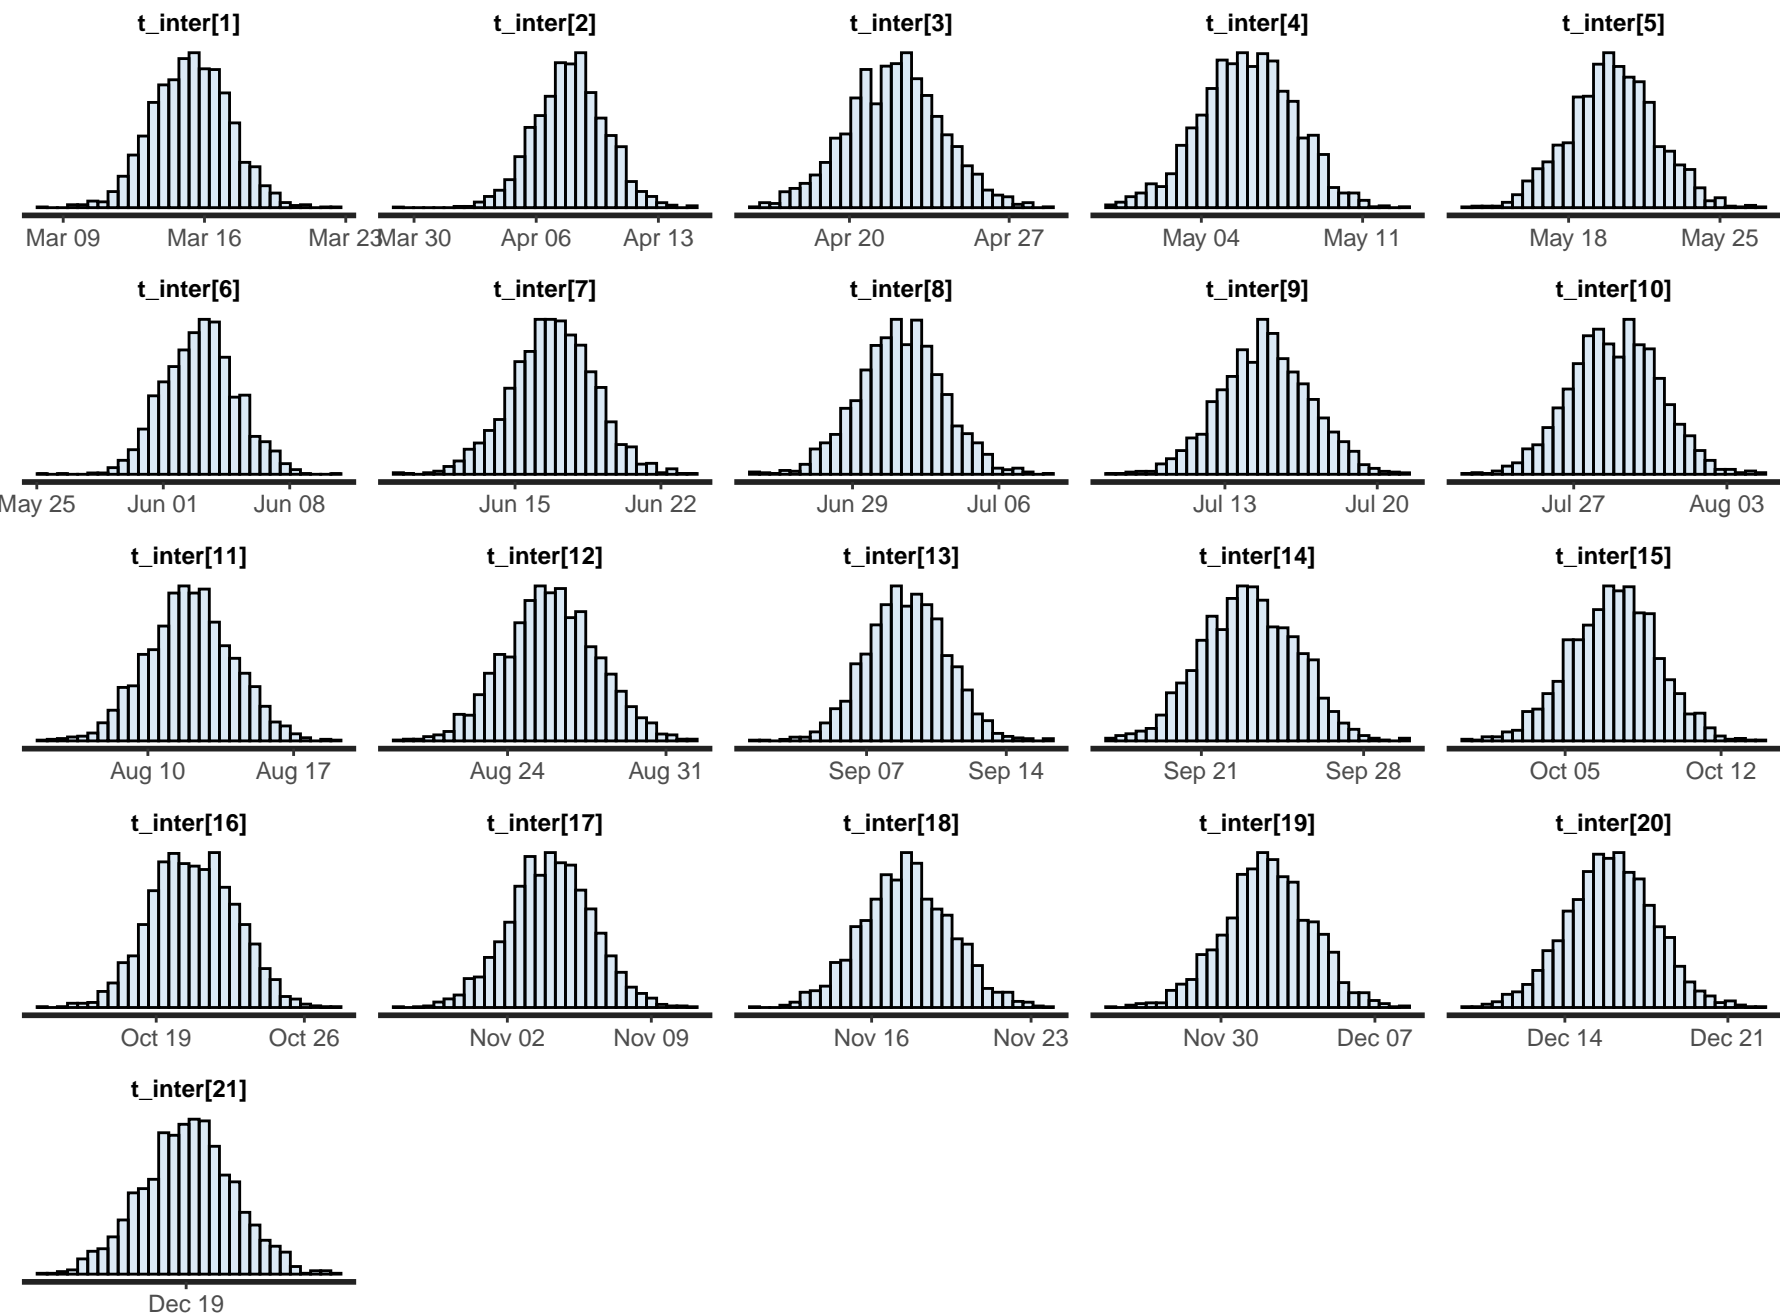 t_inter[1] t_inter[2] t_inter[3] t_inter[4] t_inter[5]
Mar 09 Mar 16 Mar 23 Mar 30 Apr 06 Apr 13 Apr 20 Apr 27 May 04 May 11 May 18 May 25
t_inter[6] t_inter[7] t_inter[8] t_inter[9] t_inter[10]
May 25 Jun 01 Jun 08 Jun 15 Jun 22 Jun 29 Jul 06 Jul 13 Jul 20 Jul 27 Aug 03
t_inter[11] t_inter[12] t_inter[13] t_inter[14] t_inter[15]
Aug 10 Aug 17 Aug 24 Aug 31 Sep 07 Sep 14 Sep 21 Sep 28 Oct 05 Oct 12
t_inter[16] t_inter[17] t_inter[18] t_inter[19] t_inter[20]
Oct 19 Oct 26 Nov 02 Nov 09 Nov 16 Nov 23 Nov 30 Dec 07 Dec 14 Dec 21
t_inter[21]
Dec 19